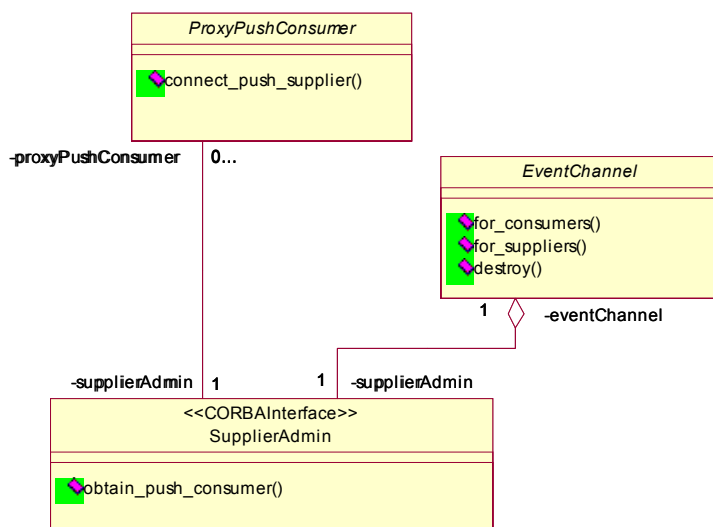 ProxyPushConsumer
connect_push_supplier()
-proxyPushConsumer 0...
EventChannel
for_consumers()
for_suppliers()
destroy()
1 -eventChannel
-supplierAdmin 1
1 -supplierAdmin
<<CORBAInterface>>
SupplierAdmin
obtain_push_consumer()